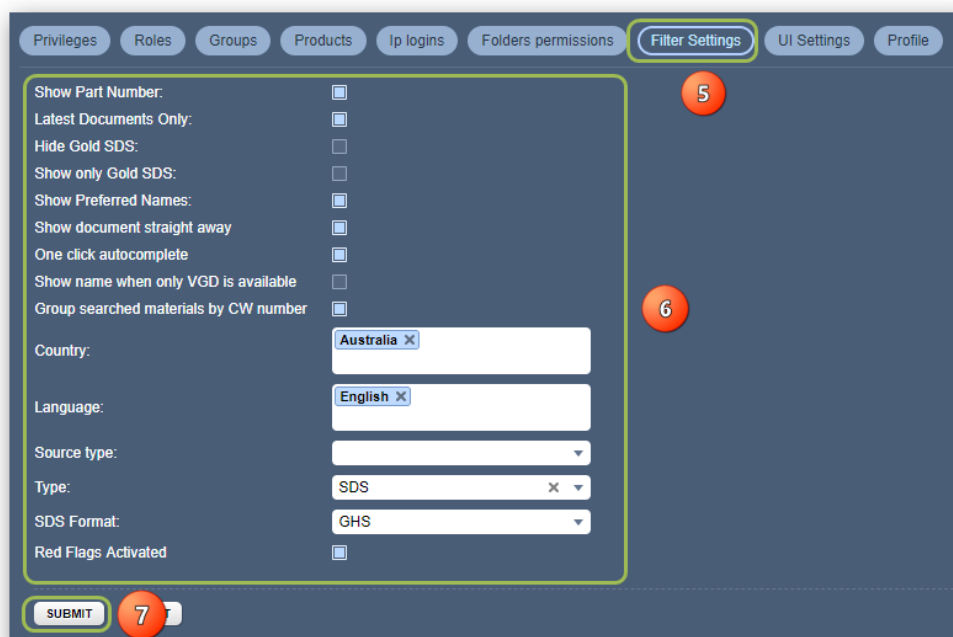 Privileges Roles Groups Products Ip logins Folders permissions Filter Settings UI Settings Profile
5
Show Part Number:
Latest Documents Only:
Hide Gold SDS:
Show only Gold SDS:
Show Preferred Names:
Show document straight away
One click autocomplete
Show name when only VGD is available
Group searched materials by CW number
6
Country: Australia
Language: English
Source type:
Type: SDS
SDS Format: GHS
Red Flags Activated
SUBMIT 7